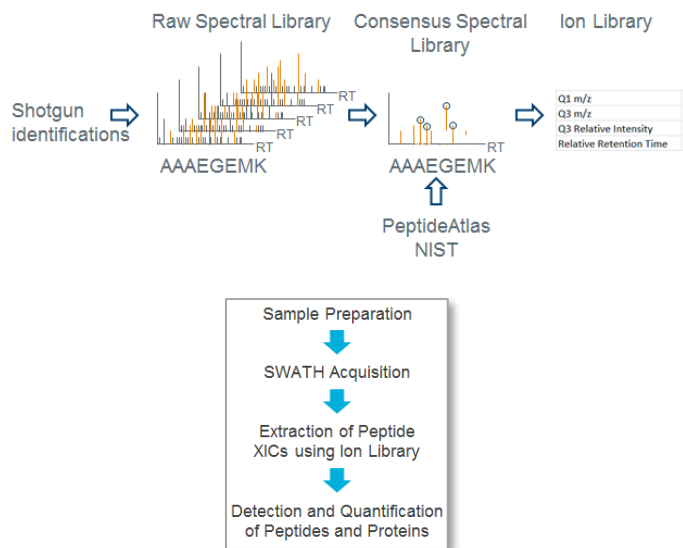 Raw Spectral Library
Consensus Spectral
Library
Ion Library
Shotgun
identifications
RT
RT
RT
RT
RT
AAAEGEMK
RT
AAAEGEMK
Q1 m/z
Q3 m/z
Q3 Relative Intensity
Relative Retention Time
PeptideAtlas
NIST
Sample Preparation
SWATH Acquisition
Extraction of Peptide
XICs using Ion Library
Detection and Quantification
of Peptides and Proteins